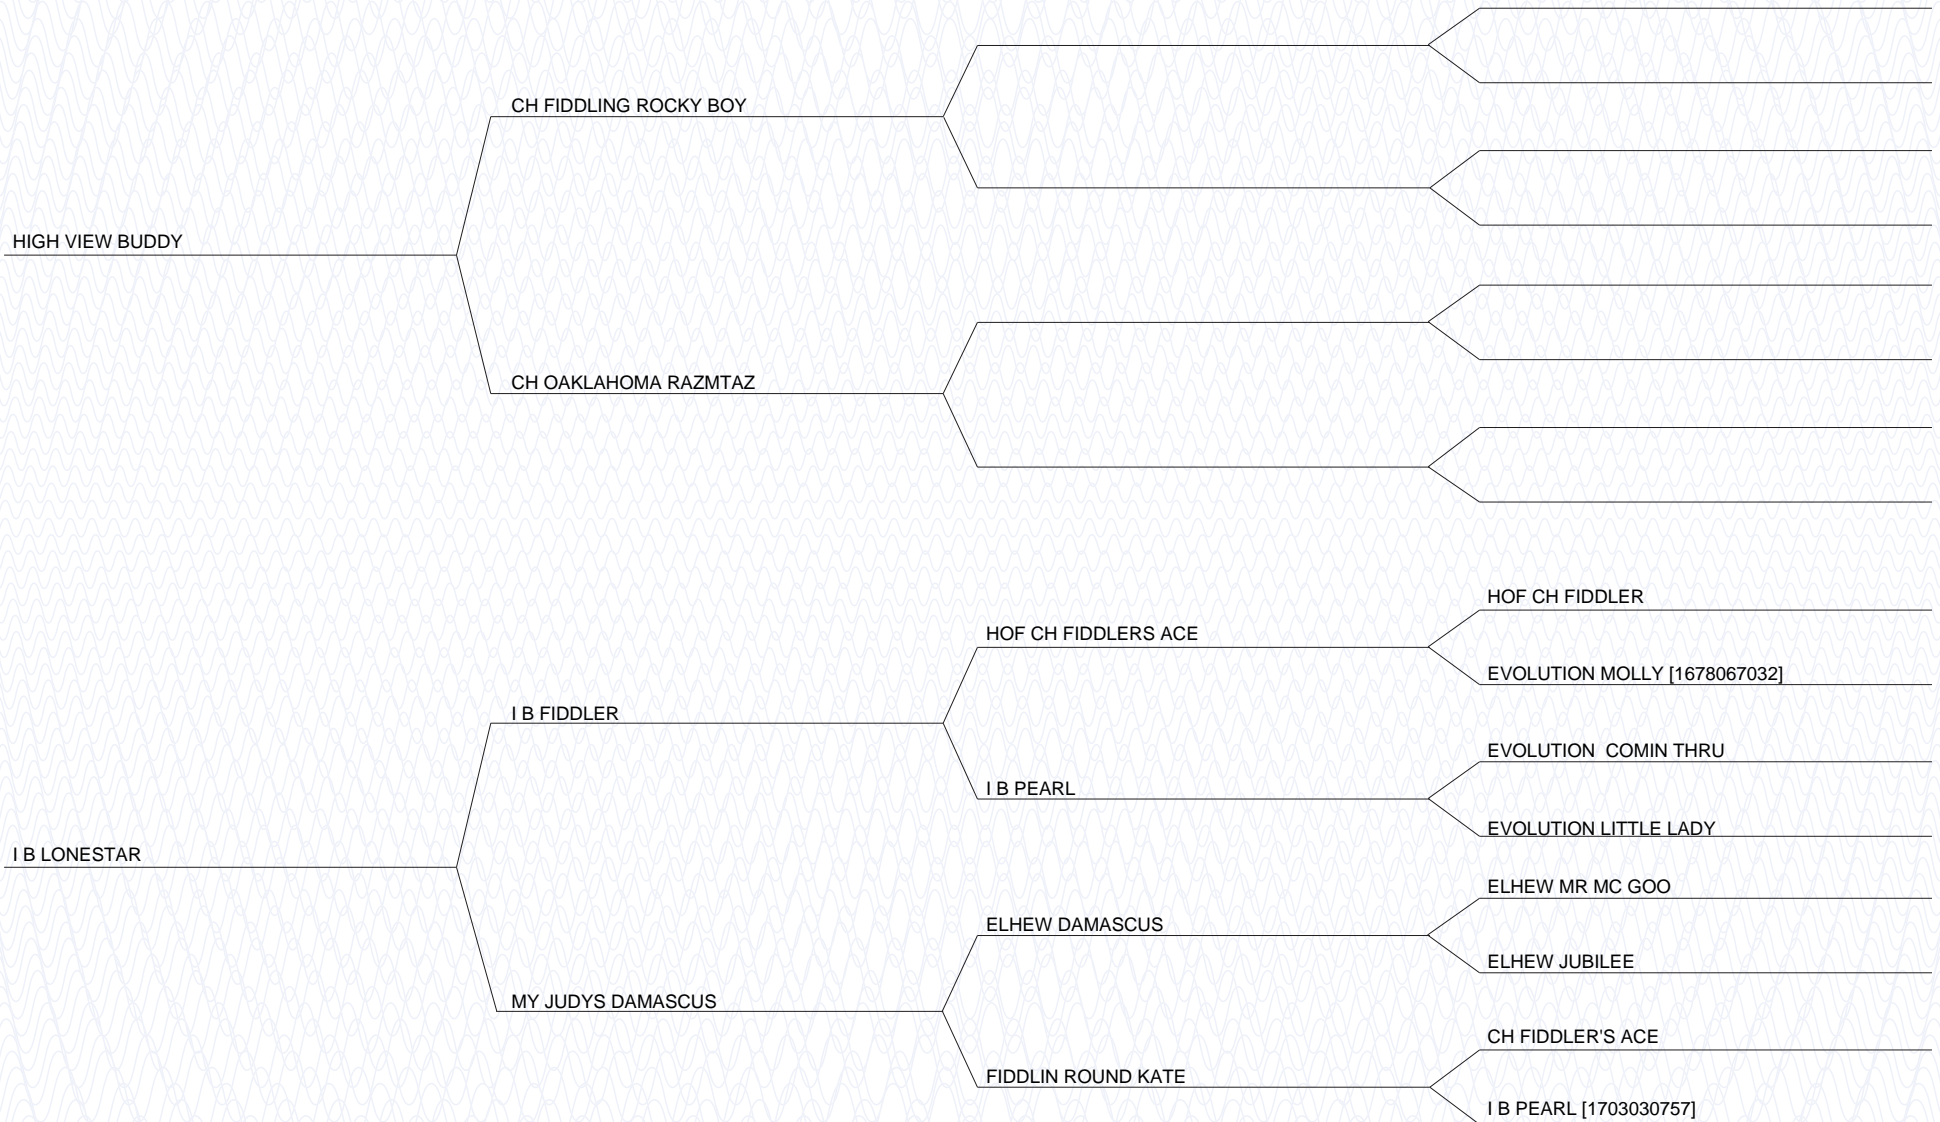 CH FIDDLING ROCKY BOY
HIGH VIEW BUDDY
CH OAKLAHOMA RAZMTAZ
HOF CH FIDDLER
HOF CH FIDDLERS ACE
EVOLUTION MOLLY [1678067032]
I B FIDDLER
EVOLUTION  COMIN THRU
I B PEARL
EVOLUTION LITTLE LADY
I B LONESTAR
ELHEW MR MC GOO
ELHEW DAMASCUS
ELHEW JUBILEE
MY JUDYS DAMASCUS
CH FIDDLER'S ACE
FIDDLIN ROUND KATE
I B PEARL [1703030757]